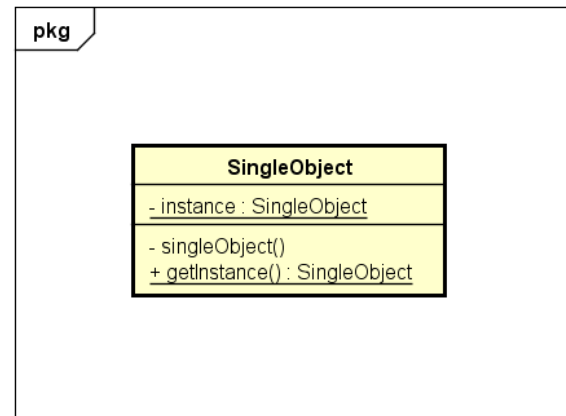 pkg
SingleObject
- instance : SingleObject
- singleObject()
+ getInstance() : SingleObject